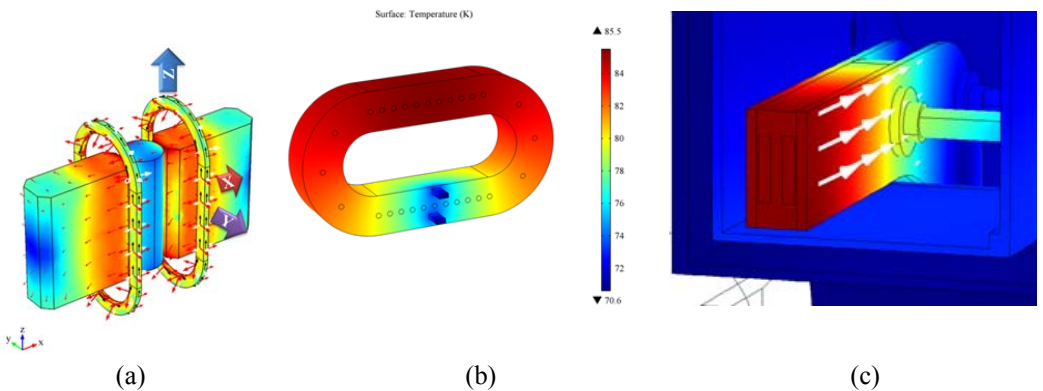 Surface: Temperature (K)
▲ 85.5
84
82
80
78
76
74
72
▼ 70.6
Z
X
Y
z
y
x
(a)
(b)
(c)